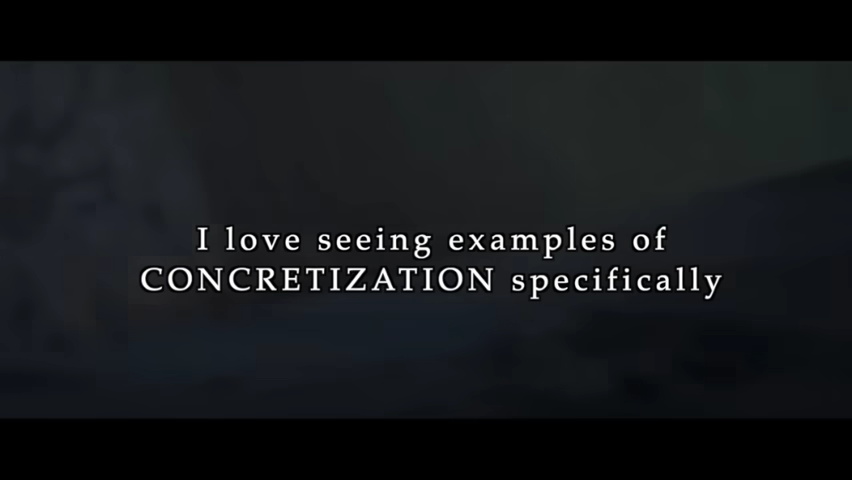 I love seeing examples of
CONCRETIZATION specifically